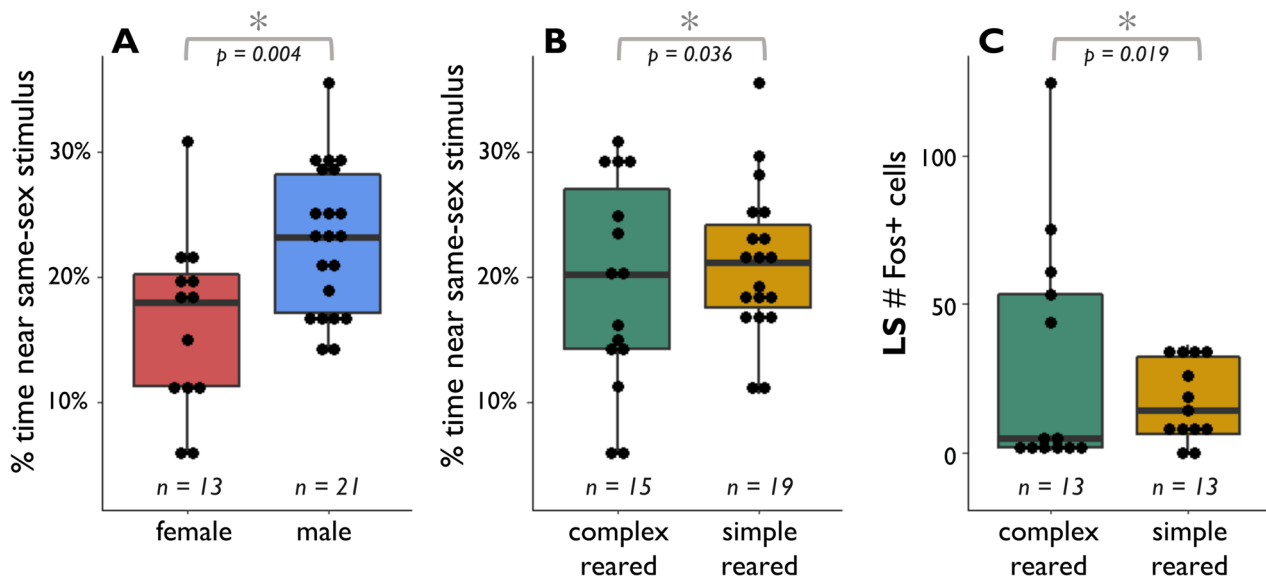 A
*
p = 0.004
% time near same-sex stimulus
30%
20%
10%
n = 13
n = 21
female
male
B
*
p = 0.036
% time near same-sex stimulus
30%
20%
10%
n = 15
n = 19
complex
reared
simple
reared
C
*
p = 0.019
LS # Fos+ cells
100
50
0
n = 13
n = 13
complex
reared
simple
reared